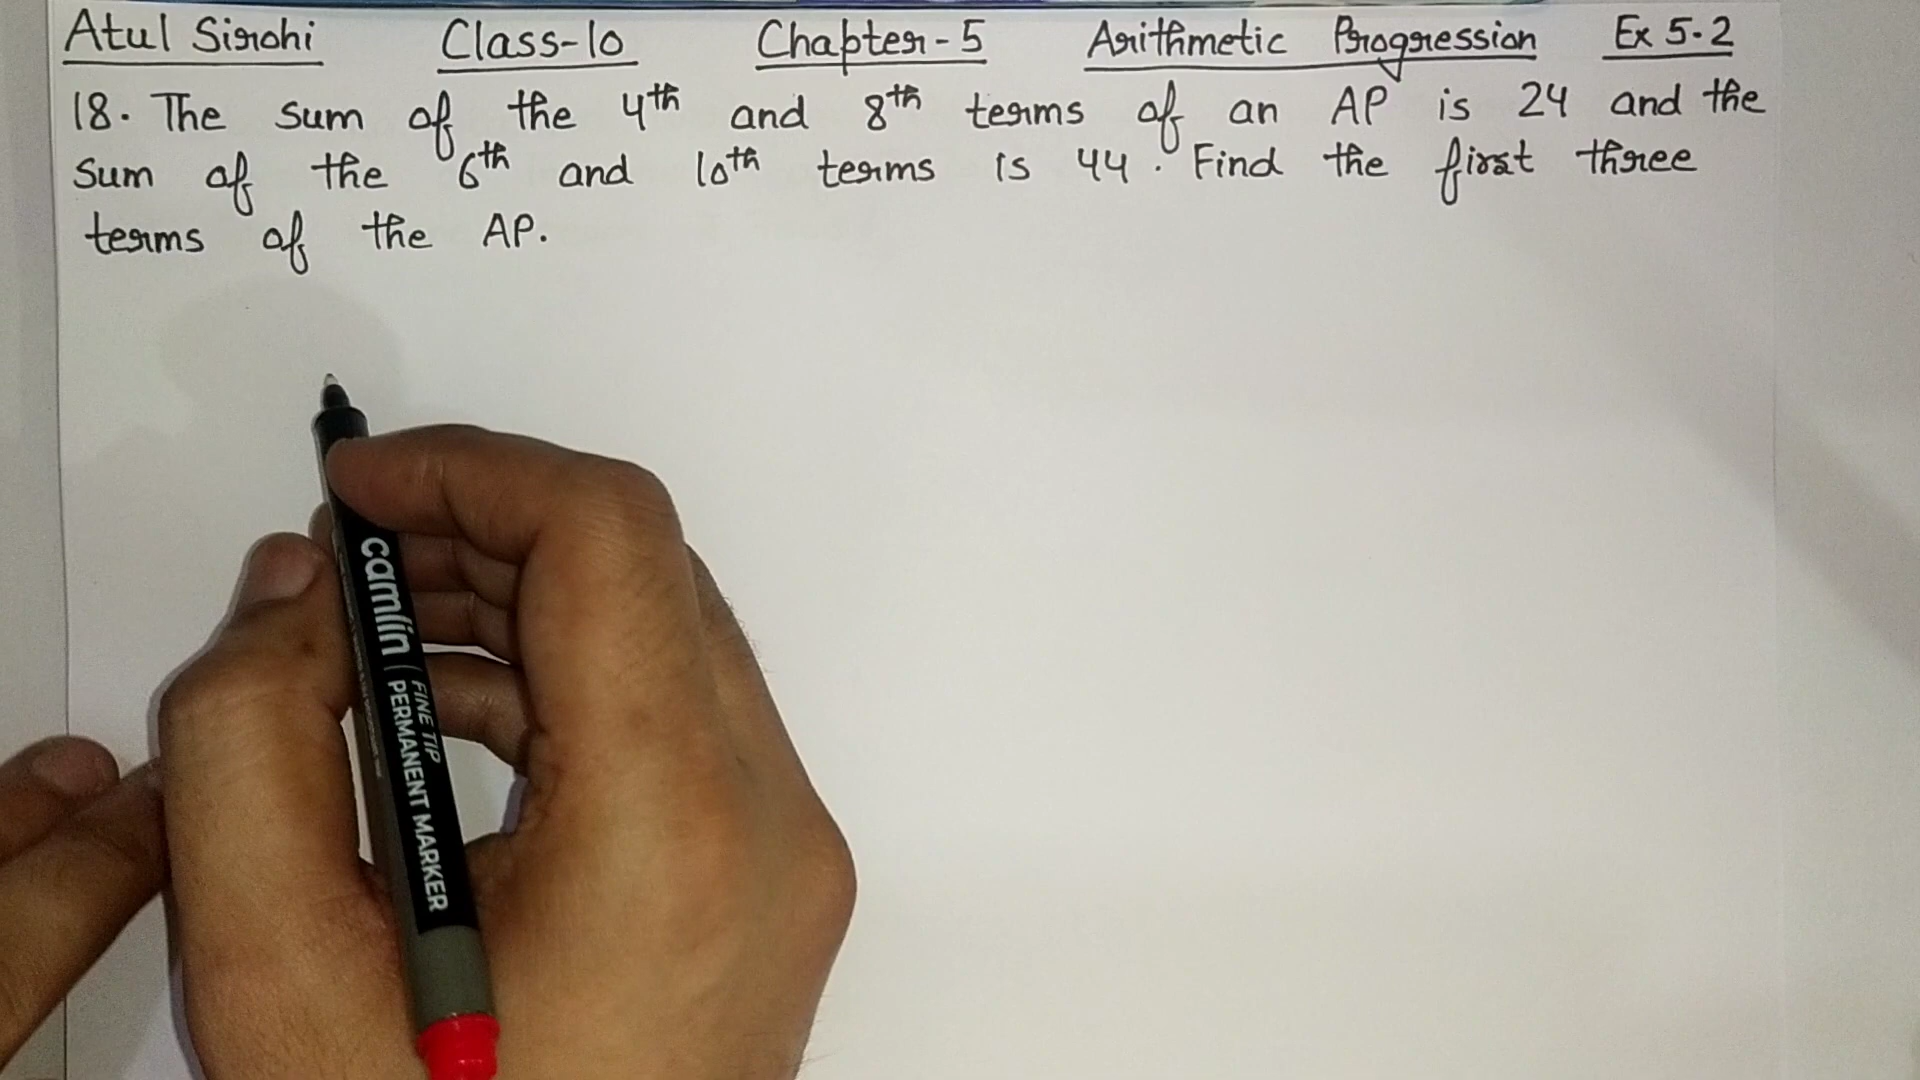 Atul Sirohi Class-10 Chapter-5 Arithmetic Progression Ex 5.2
18. The sum of the 4th and 8th terms of an AP is 24 and the
sum of the 6th and 10th terms is 44. Find the first three
terms of the AP.
camlin FINE TIP
PERMANENT MARKER